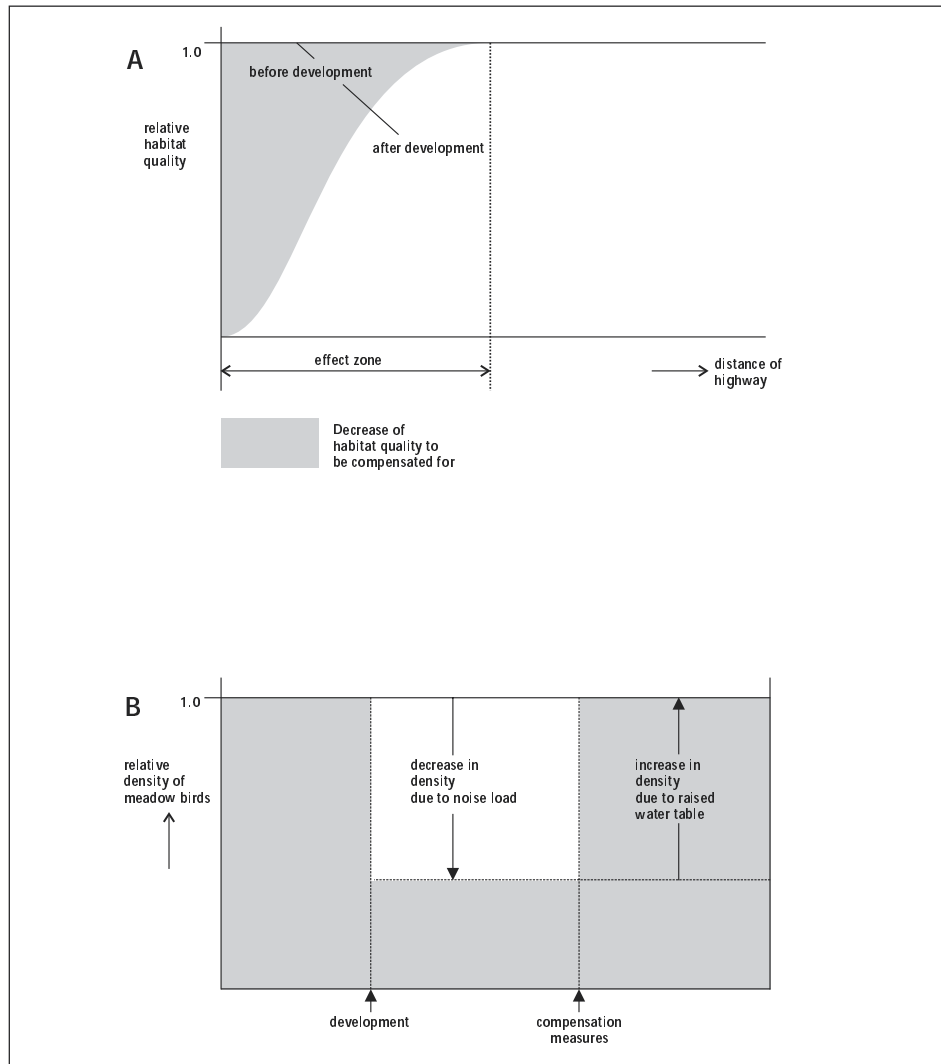 A
1.0
before development
relative
habitat
quality
after development
effect zone
distance of
highway
Decrease of
habitat quality to
be compensated for
B
1.0
relative
density of
meadow birds
decrease in
density
due to noise load
increase in
density
due to raised
water table
development
compensation
measures